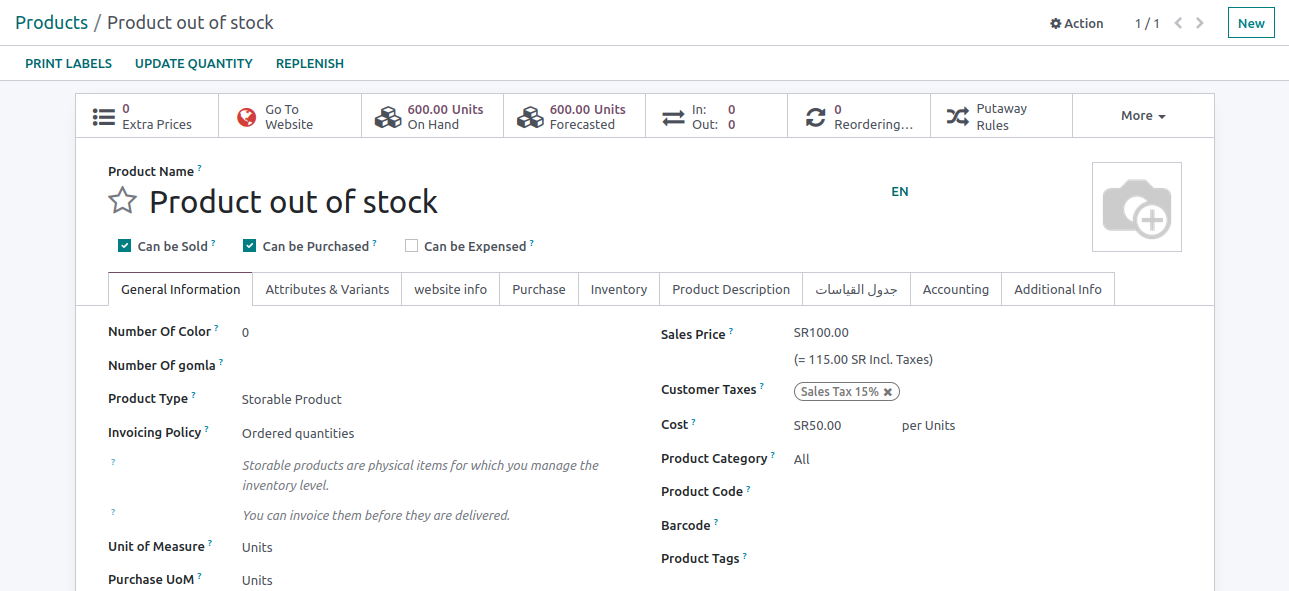 Products / Product out of stock
Action
1 / 1
New
PRINT LABELS
UPDATE QUANTITY
REPLENISH
0
Extra Prices
Go To
Website
600.00 Units
On Hand
600.00 Units
Forecasted
In: 0
Out: 0
0
Reordering...
Putaway
Rules
More
Product Name ?
Product out of stock
EN
Can be Sold ?
Can be Purchased ?
Can be Expensed ?
General Information
Attributes & Variants
website info
Purchase
Inventory
Product Description
جدول القياسات
Accounting
Additional Info
Number Of Color ? 0
Number Of gomla ?
Product Type ? Storable Product
Invoicing Policy ? Ordered quantities
? Storable products are physical items for which you manage the
inventory level.
? You can invoice them before they are delivered.
Unit of Measure ? Units
Purchase UoM ? Units
Sales Price ? SR100.00
(= 115.00 SR Incl. Taxes)
Customer Taxes ? Sales Tax 15%
Cost ? SR50.00 per Units
Product Category ? All
Product Code ?
Barcode ?
Product Tags ?